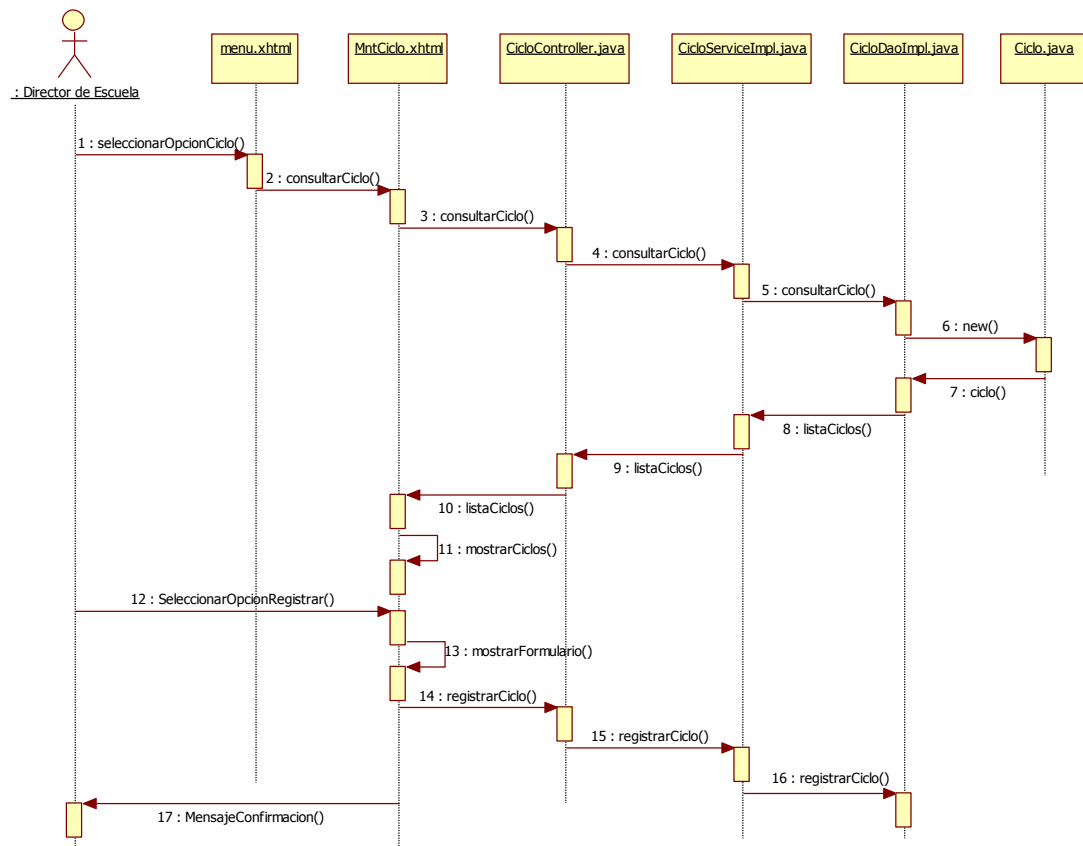 menu.xhtml
MntCiclo.xhtml
CicloController.java
CicloServiceImpl.java
CicloDaoImpl.java
Ciclo.java
: Director de Escuela
1 : seleccionarOpcionCiclo()
2 : consultarCiclo()
3 : consultarCiclo()
4 : consultarCiclo()
5 : consultarCiclo()
6 : new()
7 : ciclo()
8 : listaCiclos()
9 : listaCiclos()
10 : listaCiclos()
11 : mostrarCiclos()
12 : SeleccionarOpcionRegistrar()
13 : mostrarFormulario()
14 : registrarCiclo()
15 : registrarCiclo()
16 : registrarCiclo()
17 : MensajeConfirmacion()